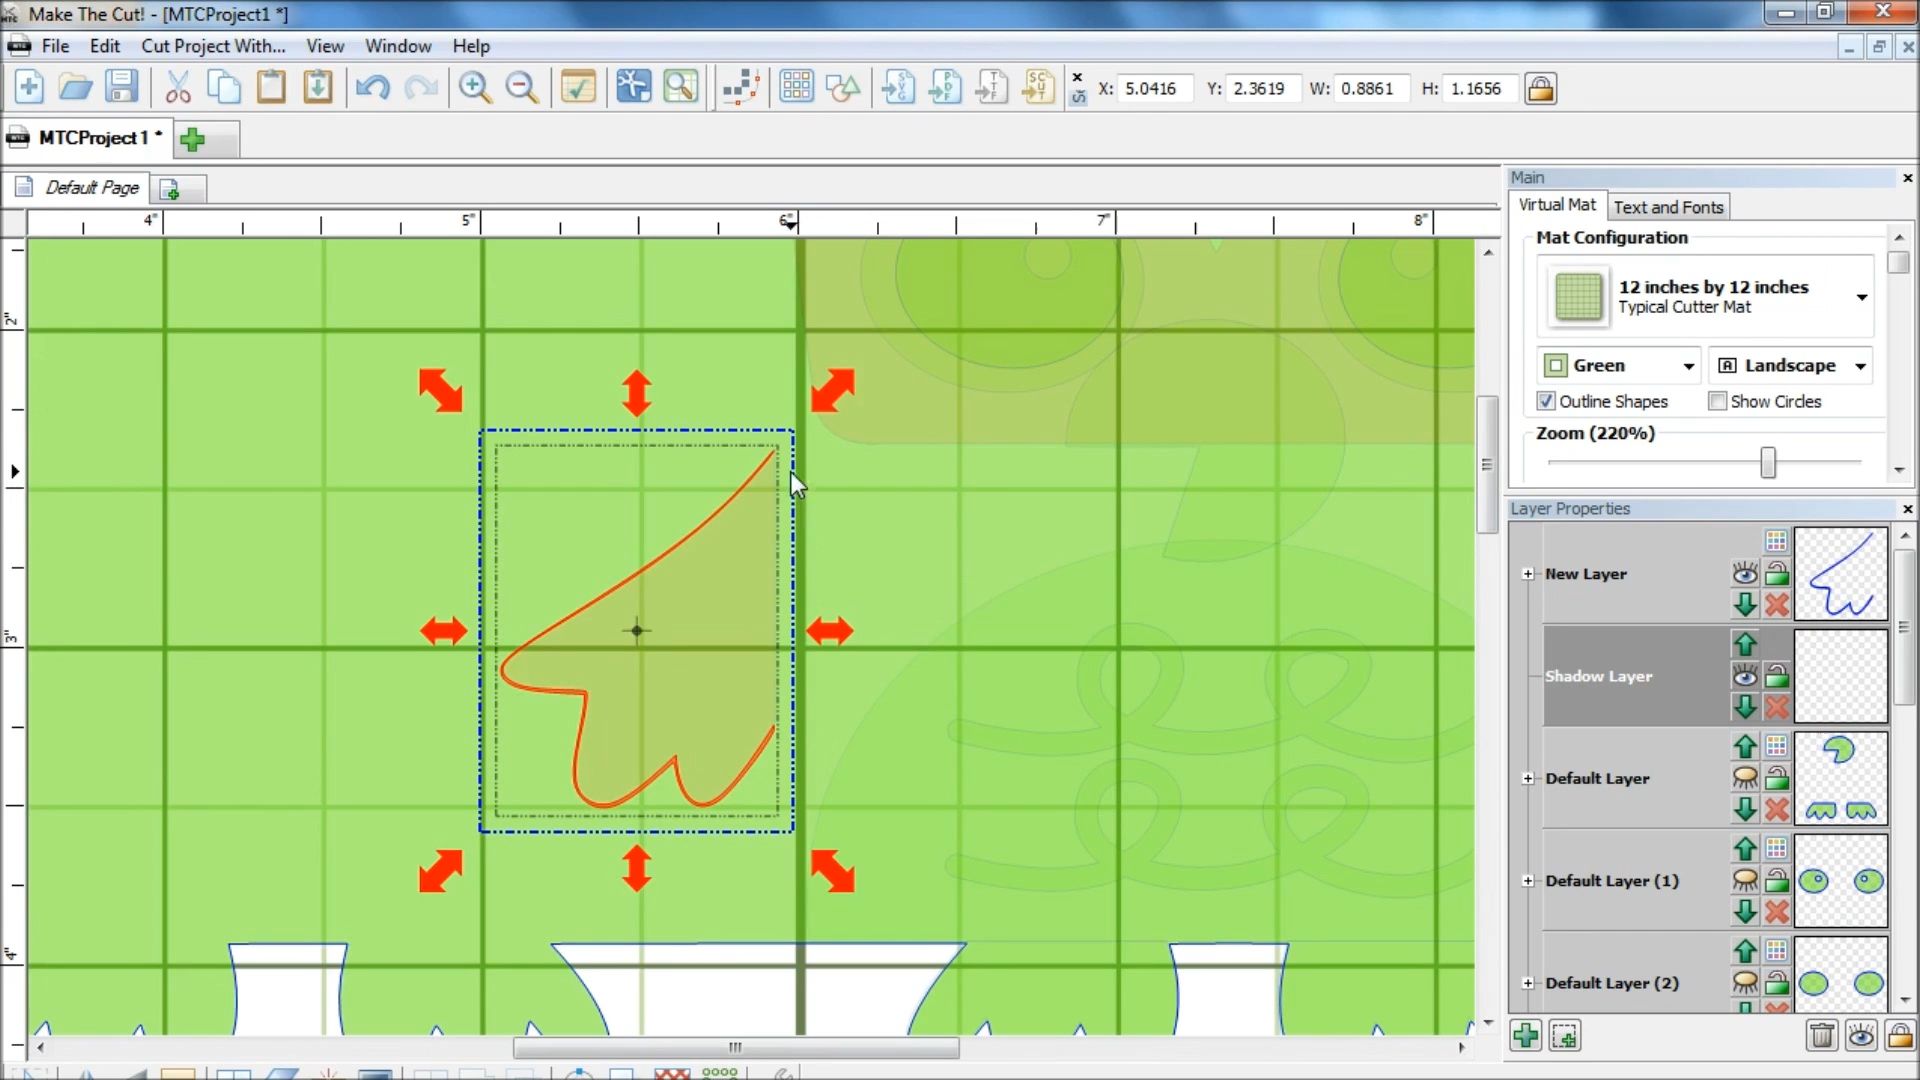 Make The Cut! - [MTCProject1 *]
File Edit Cut Project With... View Window Help
X: 5.0416 Y: 2.3619 W: 0.8861 H: 1.1656
MTCProject1 *
Default Page
4" 5" 6" 7" 8"
2"
3"
4"
Main
Virtual Mat Text and Fonts
Mat Configuration
12 inches by 12 inches
Typical Cutter Mat
Green Landscape
Outline Shapes Show Circles
Zoom (220%)
Layer Properties
New Layer
Shadow Layer
Default Layer
Default Layer (1)
Default Layer (2)